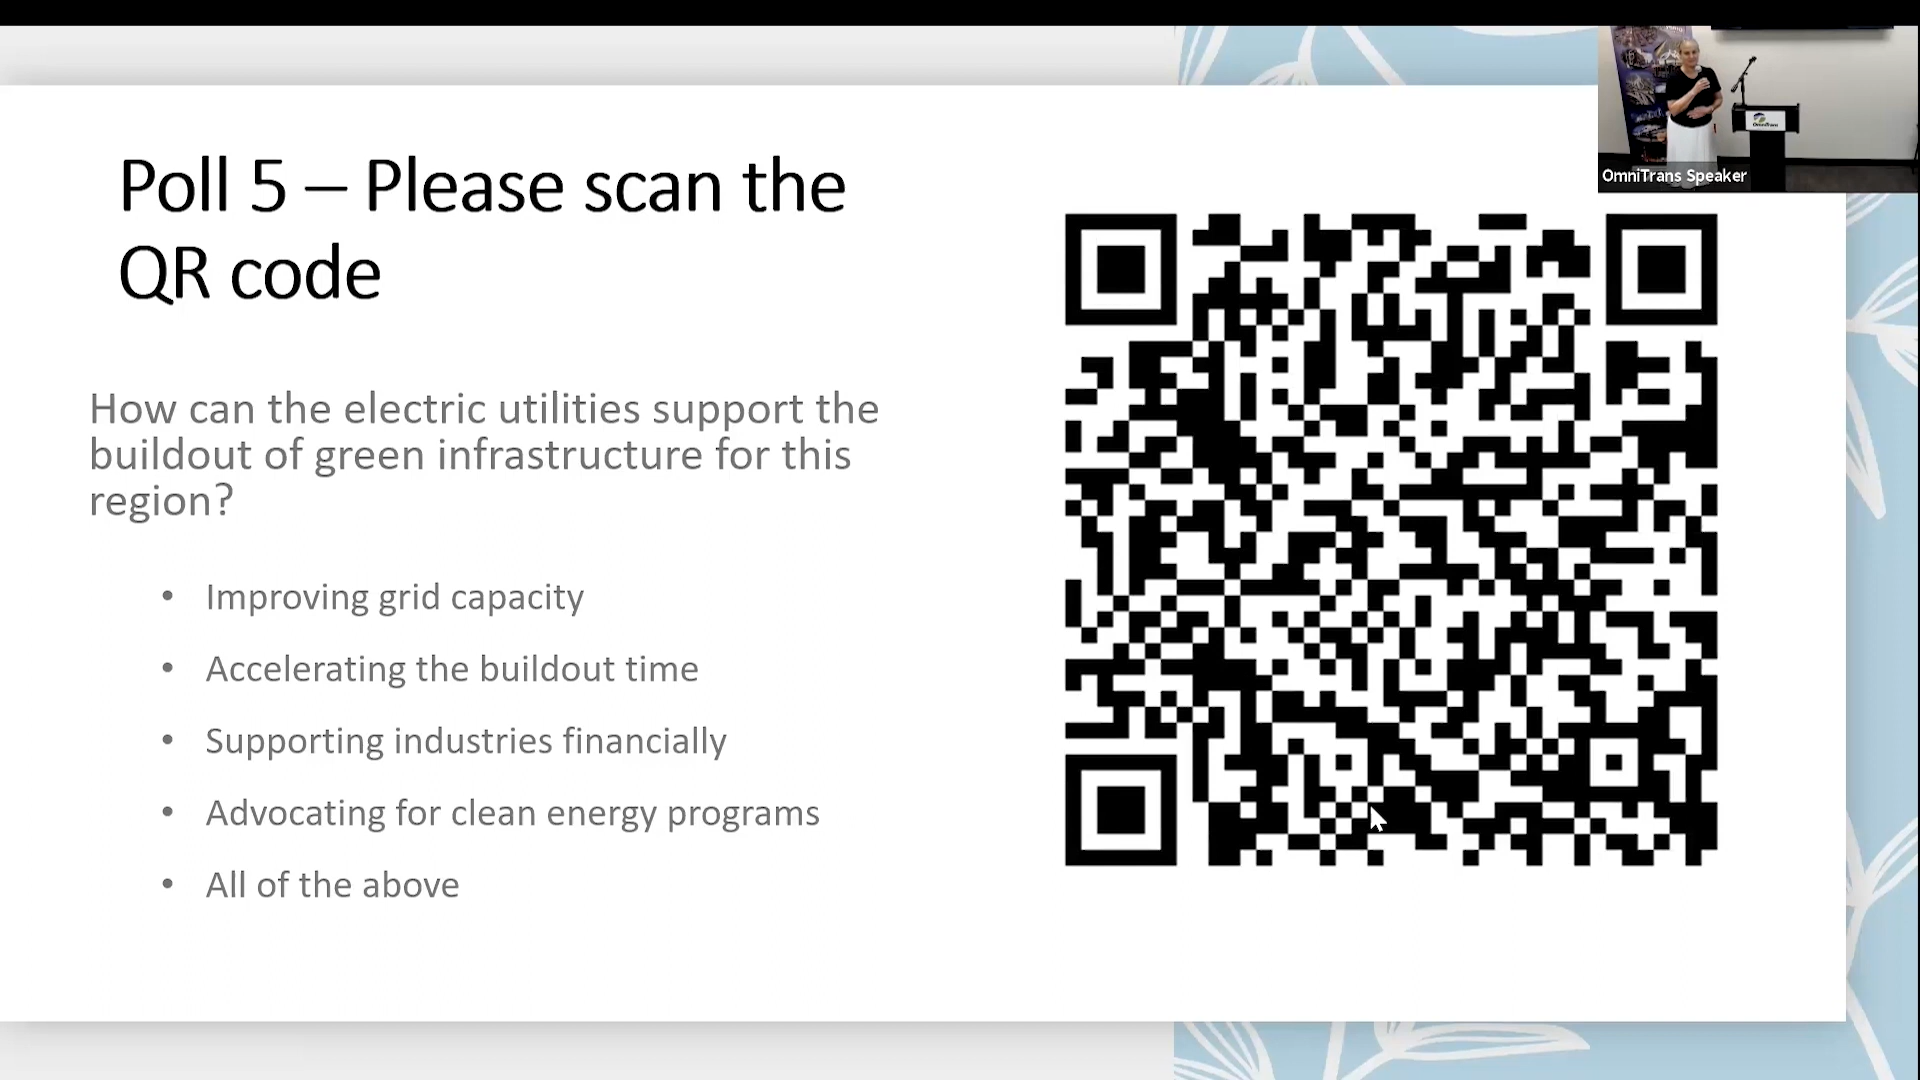 Poll 5 – Please scan the
QR code
How can the electric utilities support the
buildout of green infrastructure for this
region?
• Improving grid capacity
• Accelerating the buildout time
• Supporting industries financially
• Advocating for clean energy programs
• All of the above
OmniTrans Speaker
OmniTrans